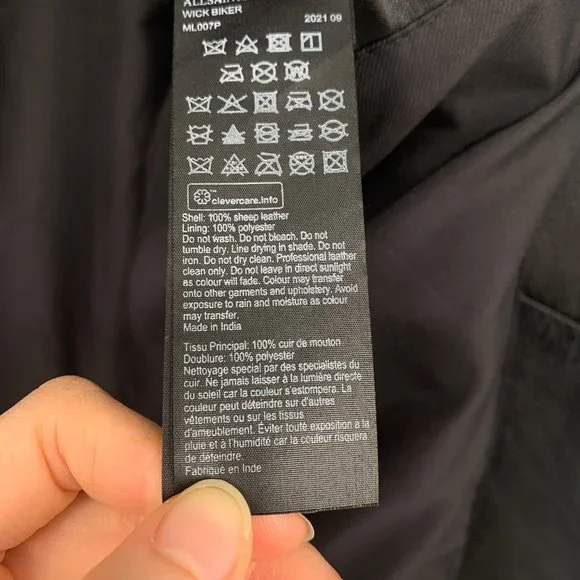 WICK BIKER
2021 09
ML007P
clevercare.info
Shell: 100% sheep leather
Lining: 100% polyester
Do not wash. Do not bleach. Do not
tumble dry. Line drying in shade. Do not
iron. Do not dry clean. Professional leather
clean only. Do not leave in direct sunlight
as colour will fade. Colour may transfer
onto other garments and upholstery. Avoid
exposure to rain and moisture as colour
may transfer.
Made in India
Tissu Principal: 100% cuir de mouton
Doublure: 100% polyester
Nettoyage special par des specialistes du
cuir. Ne jamais laisser à la lumière directe
du soleil car la couleur s'estompera. La
couleur peut déteindre sur d'autres
vêtements ou sur les tissus
d'ameublement. Éviter toute exposition à la
pluie et à l'humidité car la couleur risquera
de déteindre.
Fabriqué en Inde